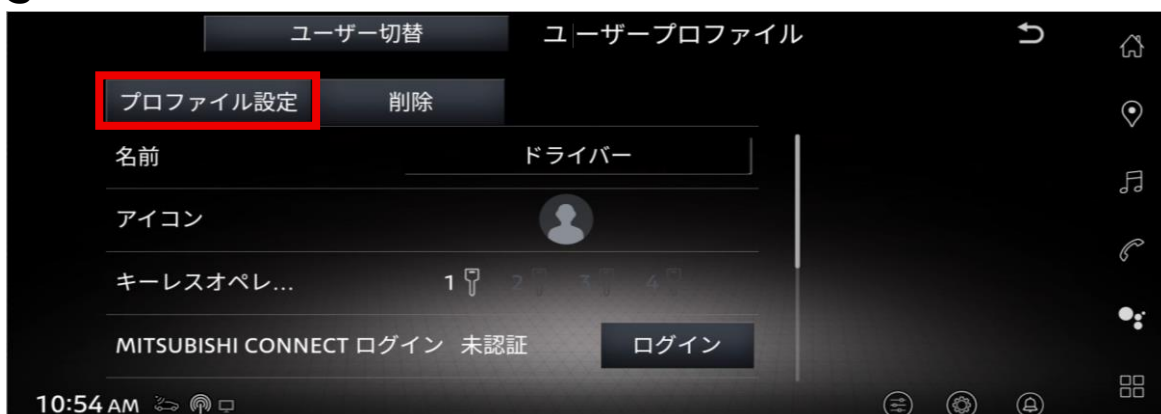 ユーザー切替 ユーザープロファイル
プロファイル設定 削除
名前 ドライバー
アイコン
キーレスオペレ... 1 2 3 4
MITSUBISHI CONNECT ログイン 未認証 ログイン
10:54 AM